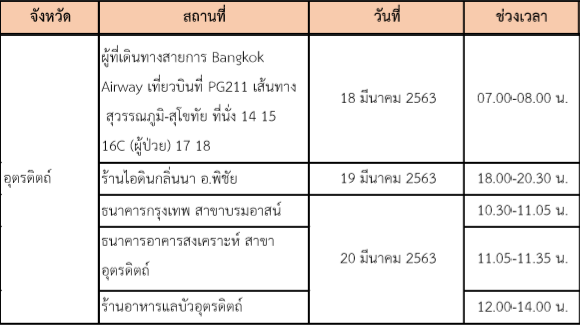 จังหวัด สถานที่ วันที่ ช่วงเวลา
ผู้ที่เดินทางสายการ Bangkok
Airway เที่ยวบินที่ PG211 เส้นทาง
สุวรรณภูมิ-สุโขทัย ที่นั่ง 14 15
16C (ผู้ป่วย) 17 18
18 มีนาคม 2563 07.00-08.00 น.
อุตรดิตถ์
ร้านไอดินกลิ่นนา อ.พิชัย 19 มีนาคม 2563 18.00-20.30 น.
ธนาคารกรุงเทพ สาขาบรมอาสน์ 10.30-11.05 น.
ธนาคารอาคารสงเคราะห์ สาขา
อุตรดิตถ์
20 มีนาคม 2563 11.05-11.35 น.
ร้านอาหารแลบัวอุตรดิตถ์ 12.00-14.00 น.